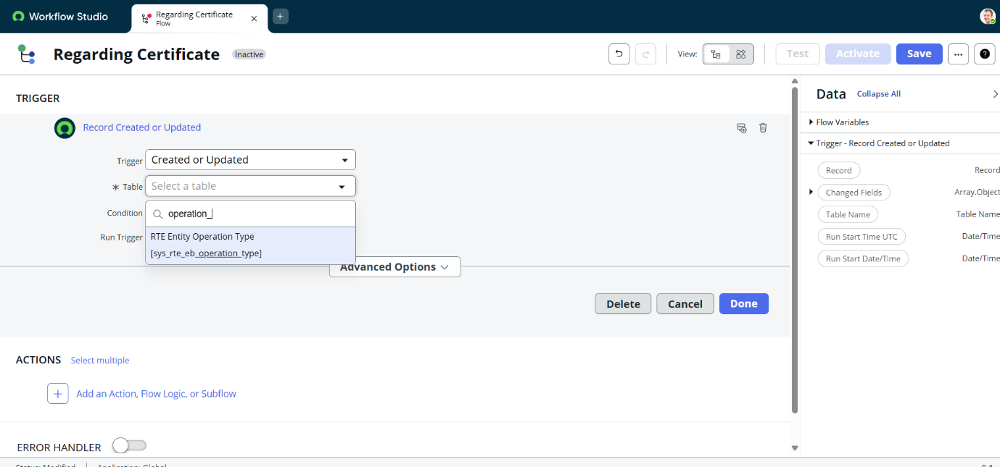 Workflow Studio
Regarding Certificate
Flow
Regarding Certificate
Inactive
View:
Test
Activate
Save
TRIGGER
Record Created or Updated
Trigger
Created or Updated
* Table
Select a table
Condition
operation_
Run Trigger
RTE Entity Operation Type
[sys_rte_eb_operation_type]
Advanced Options
Delete
Cancel
Done
ACTIONS
Select multiple
Add an Action, Flow Logic, or Subflow
ERROR HANDLER
Status: Modified
Application: Global
Data
Collapse All
Flow Variables
Trigger - Record Created or Updated
Record
Record
Changed Fields
Array.Object
Table Name
Table Name
Run Start Time UTC
Date/Time
Run Start Date/Time
Date/Time